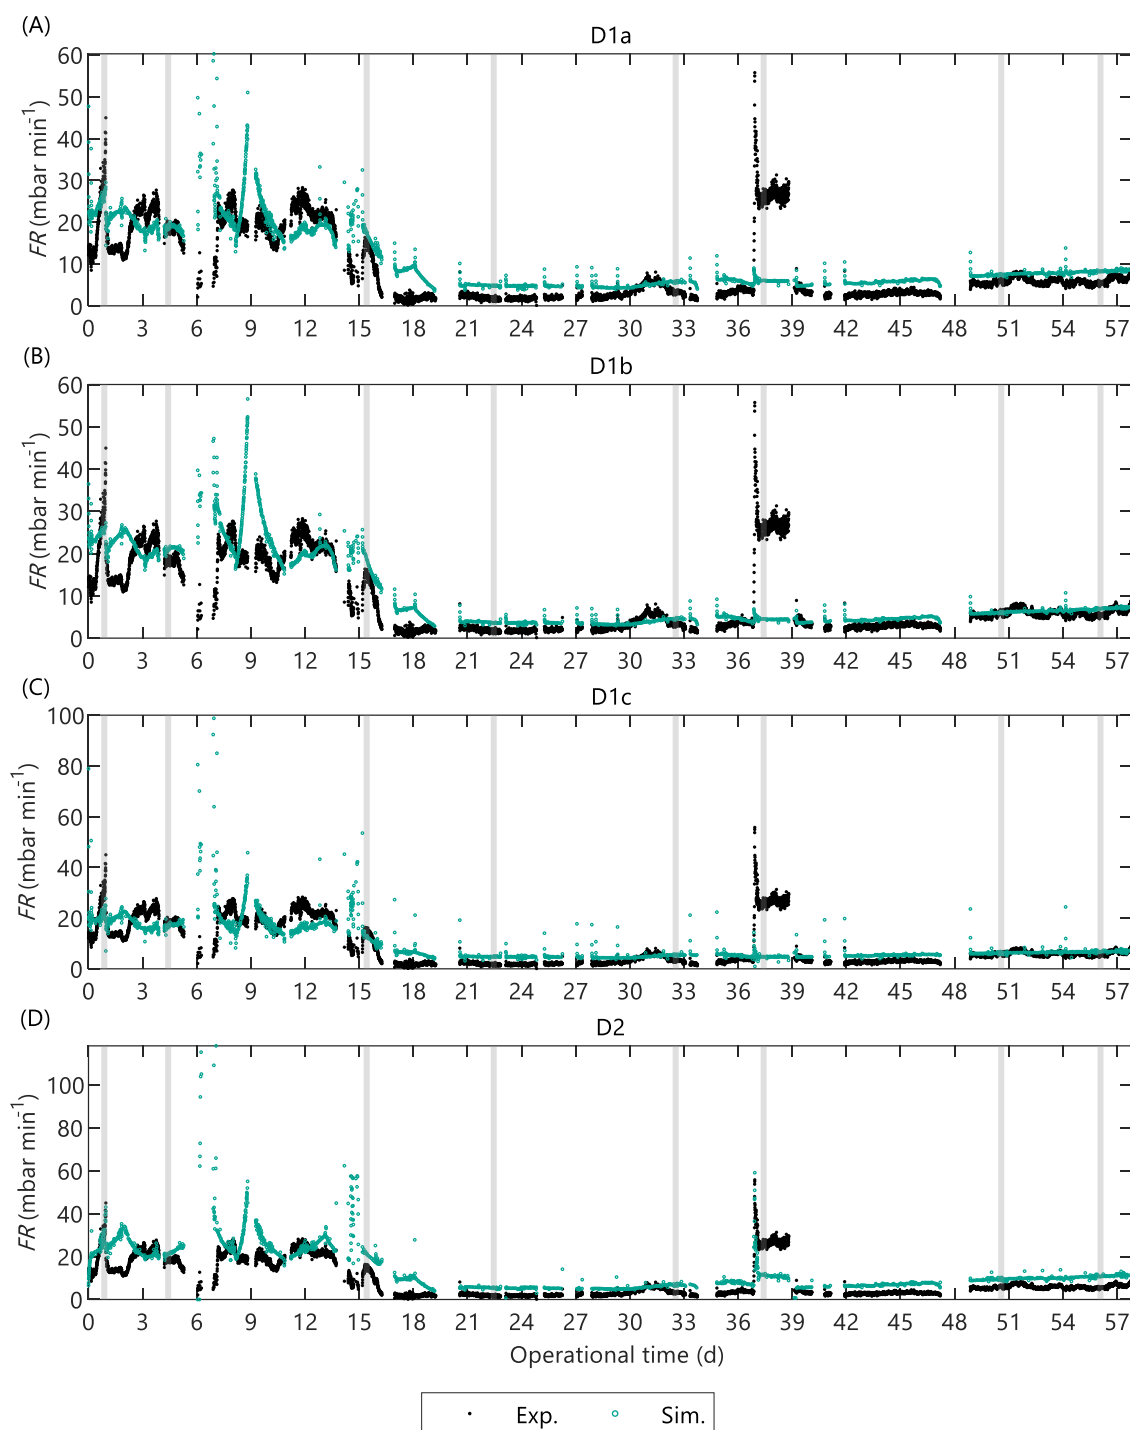 (A)
D1a
FR (mbar min⁻¹)
60
50
40
30
20
10
0
0 3 6 9 12 15 18 21 24 27 30 33 36 39 42 45 48 51 54 57
(B)
D1b
FR (mbar min⁻¹)
60
50
40
30
20
10
0
0 3 6 9 12 15 18 21 24 27 30 33 36 39 42 45 48 51 54 57
(C)
D1c
FR (mbar min⁻¹)
100
80
60
40
20
0
0 3 6 9 12 15 18 21 24 27 30 33 36 39 42 45 48 51 54 57
(D)
D2
FR (mbar min⁻¹)
100
80
60
40
20
0
0 3 6 9 12 15 18 21 24 27 30 33 36 39 42 45 48 51 54 57
Operational time (d)
Exp. Sim.